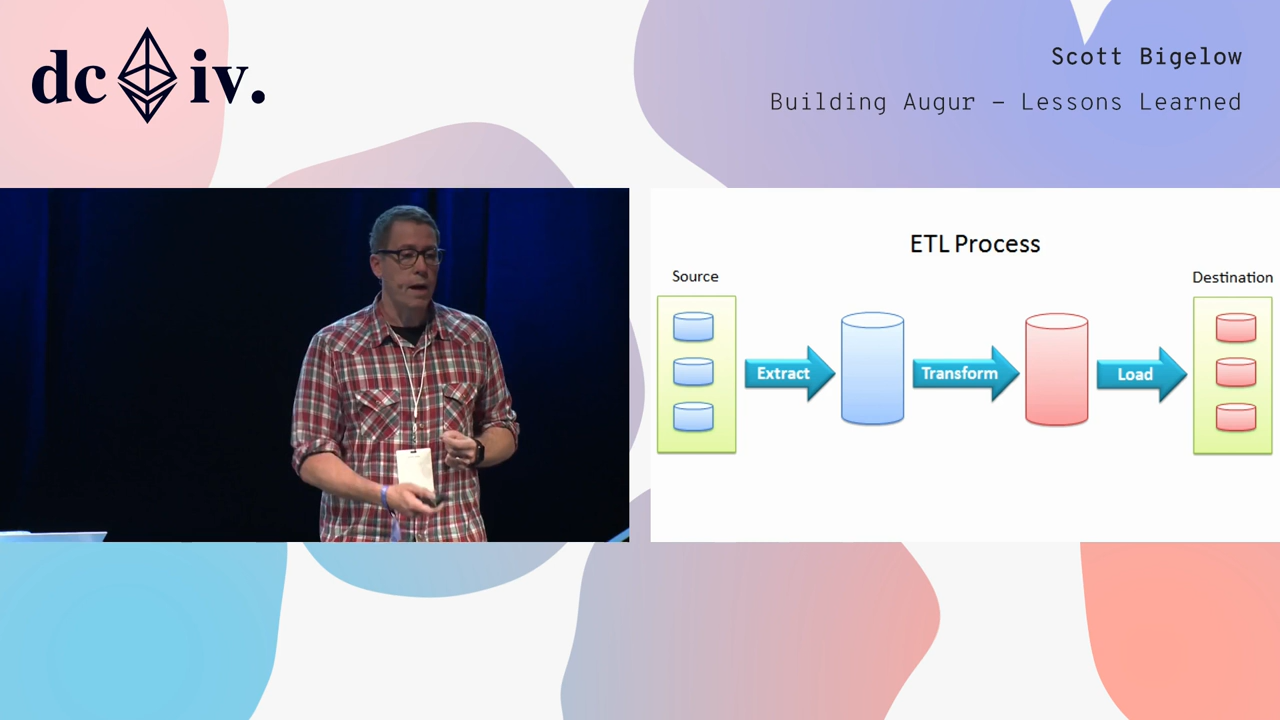 dc iv.
Scott Bigelow
Building Augur – Lessons Learned
ETL Process
Source
Destination
Extract
Transform
Load